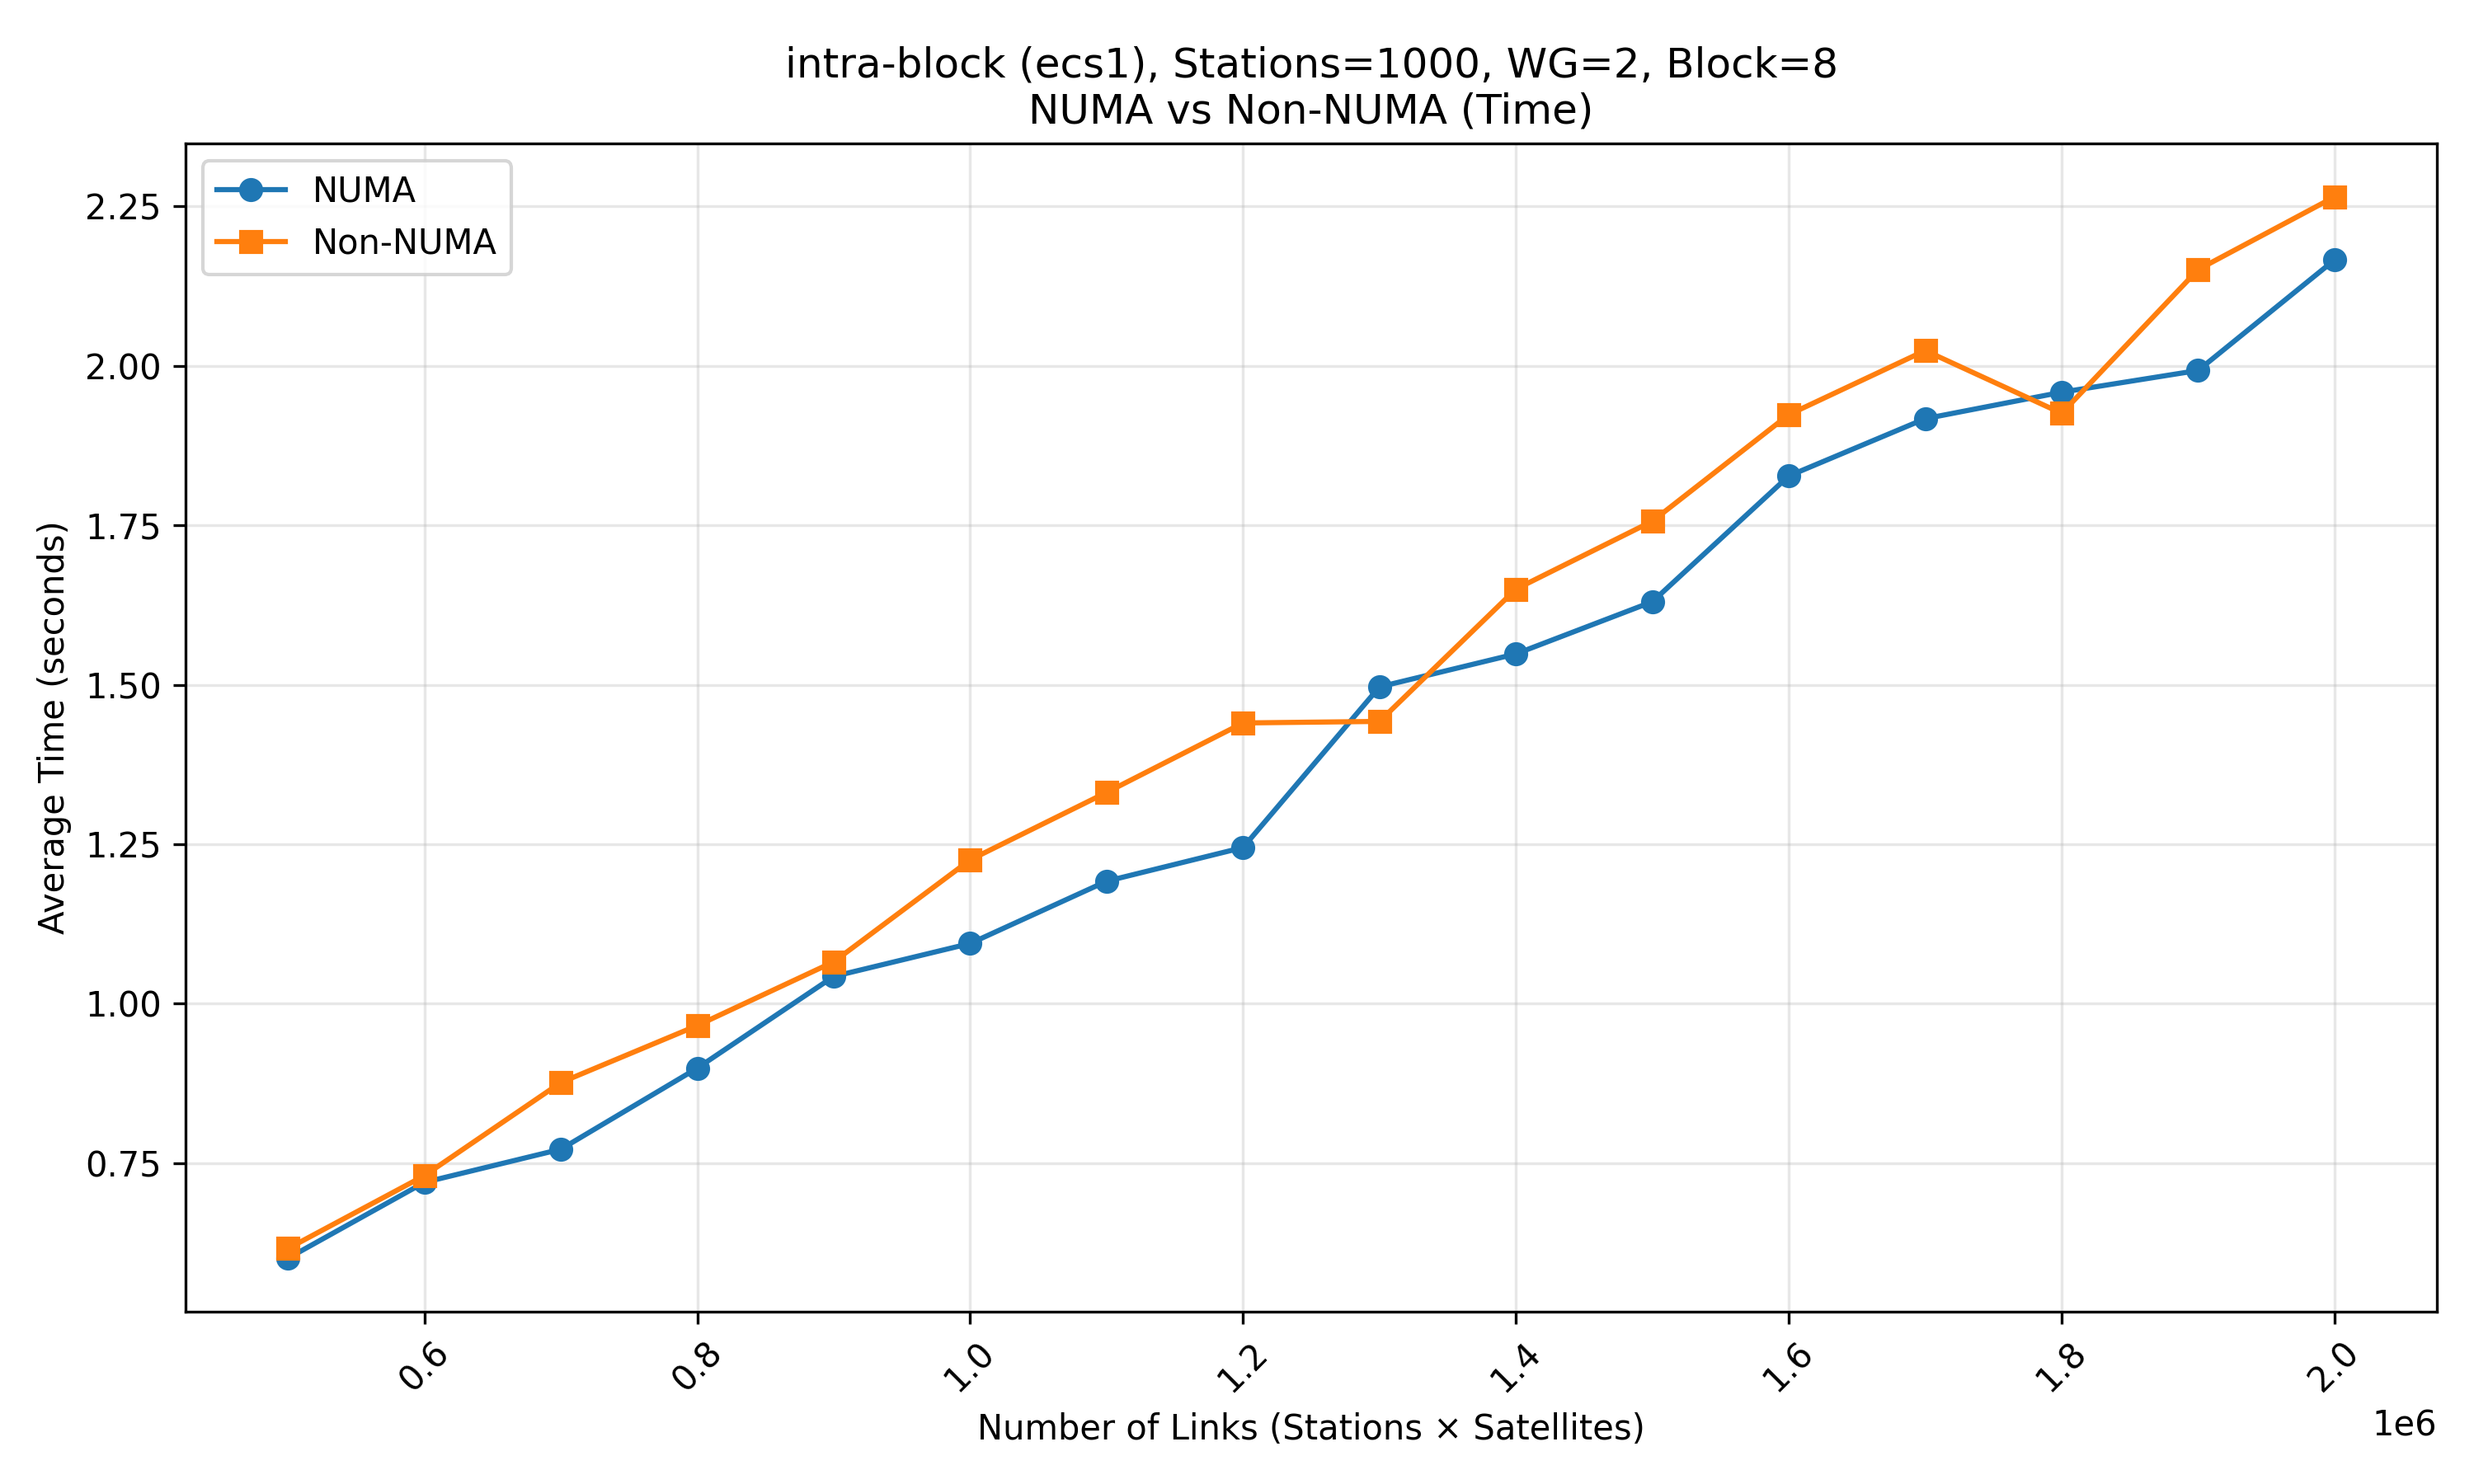 intra-block (ecs1), Stations=1000, WG=2, Block=8
NUMA vs Non-NUMA (Time)
NUMA
Non-NUMA
Average Time (seconds)
2.25
2.00
1.75
1.50
1.25
1.00
0.75
0.6
0.8
1.0
1.2
1.4
1.6
1.8
2.0
1e6
Number of Links (Stations × Satellites)